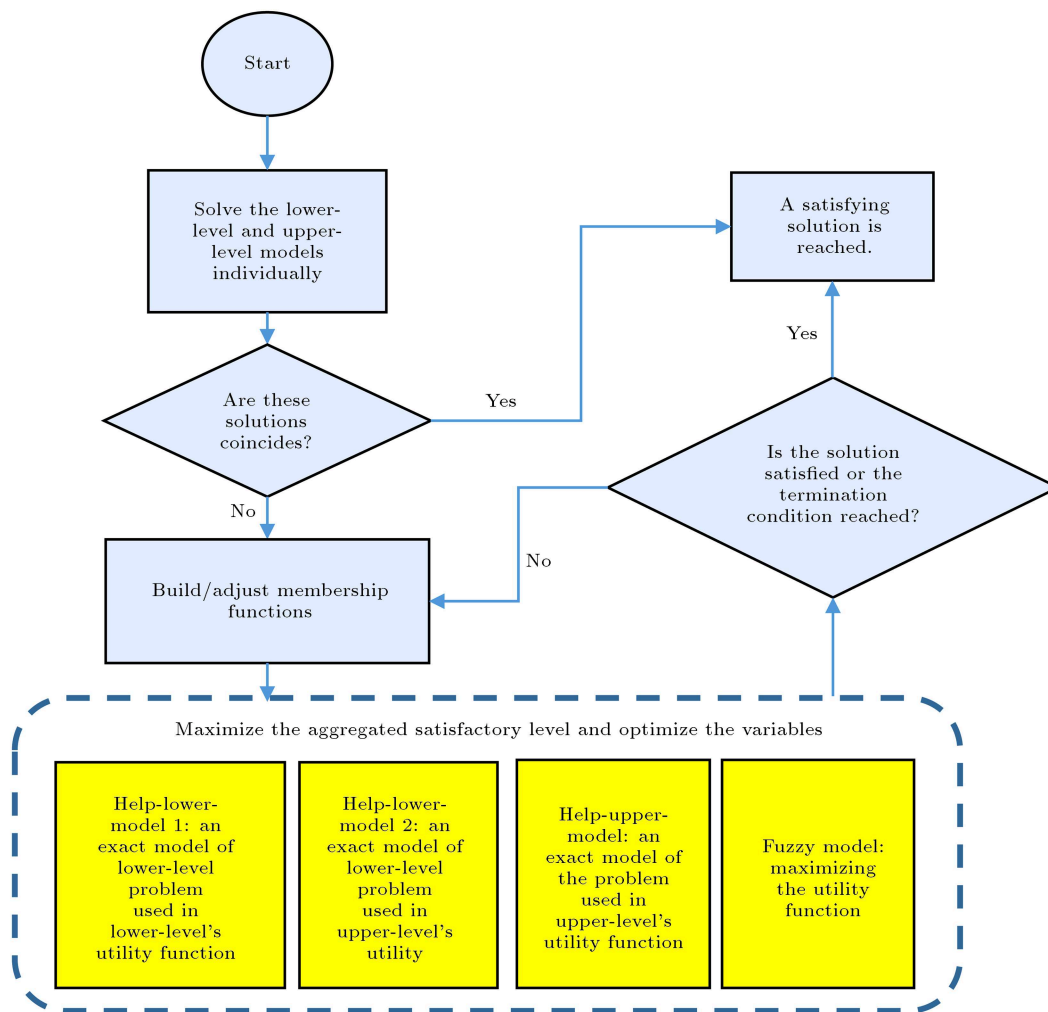 Start
Solve the lower-
level and upper-
level models
individually
A satisfying
solution is
reached.
Yes
Are these
solutions
coincides?
Yes
Is the solution
satisfied or the
termination
condition reached?
No
No
Build/adjust membership
functions
Maximize the aggregated satisfactory level and optimize the variables
Help-lower-
model 1: an
exact model of
lower-level
problem
used in
lower-level's
utility function
Help-lower-
model 2: an
exact model of
lower-level
problem
used in
upper-level's
utility
Help-upper-
model: an
exact model of
the problem
used in
upper-level's
utility function
Fuzzy model:
maximizing
the utility
function